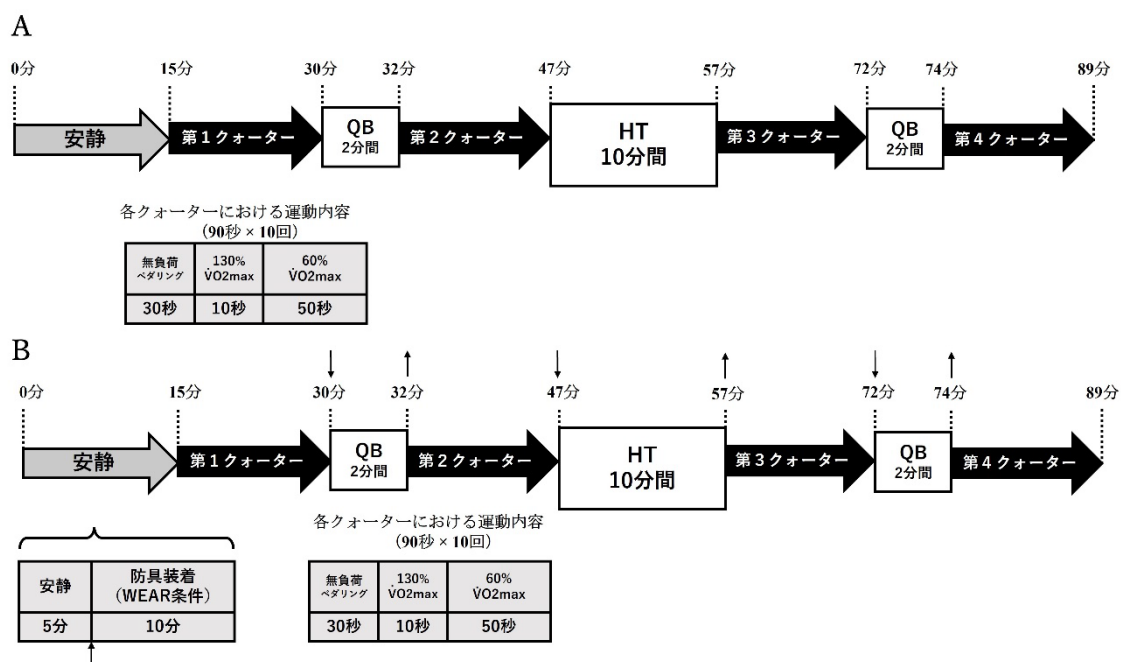 A
0分
15分
30分
32分
47分
57分
72分
74分
89分
安静
第1クォーター
QB
2分間
第2クォーター
HT
10分間
第3クォーター
QB
2分間
第4クォーター
各クォーターにおける運動内容
(90秒 × 10回)
無負荷
ペダリング
130%
V̇O2max
60%
V̇O2max
30秒
10秒
50秒
B
0分
15分
30分
32分
47分
57分
72分
74分
89分
安静
第1クォーター
QB
2分間
第2クォーター
HT
10分間
第3クォーター
QB
2分間
第4クォーター
安静
防具装着
(WEAR条件)
5分
10分
各クォーターにおける運動内容
(90秒 × 10回)
無負荷
ペダリング
130%
V̇O2max
60%
V̇O2max
30秒
10秒
50秒